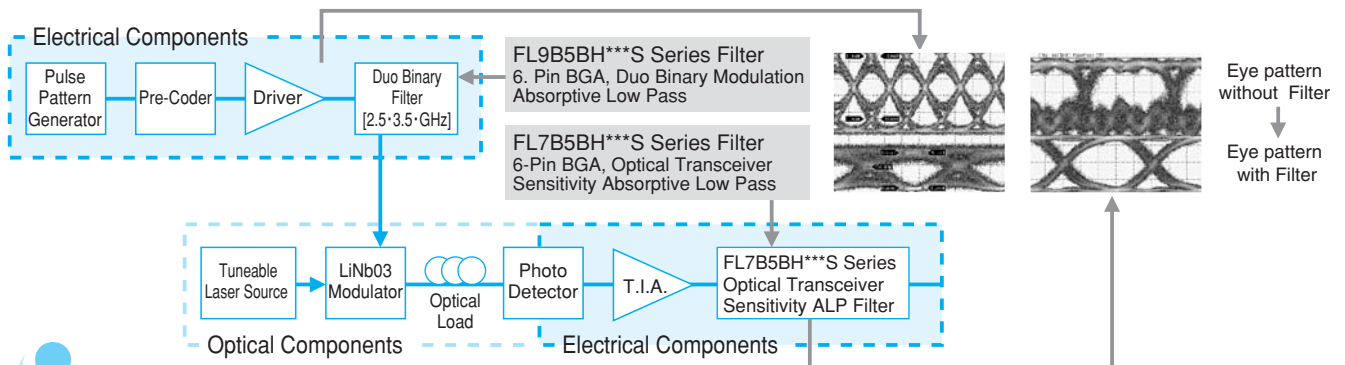 Electrical Components
Pulse
Pattern
Generator
Pre-Coder
Driver
Duo Binary
Filter
[2.5·3.5·GHz]
FL9B5BH***S Series Filter
6. Pin BGA, Duo Binary Modulation
Absorptive Low Pass
FL7B5BH***S Series Filter
6-Pin BGA, Optical Transceiver
Sensitivity Absorptive Low Pass
Eye pattern
without Filter
Eye pattern
with Filter
Tuneable
Laser Source
LiNb03
Modulator
Optical
Load
Photo
Detector
T.I.A.
FL7B5BH***S Series
Optical Transceiver
Sensitivity ALP Filter
Optical Components
Electrical Components